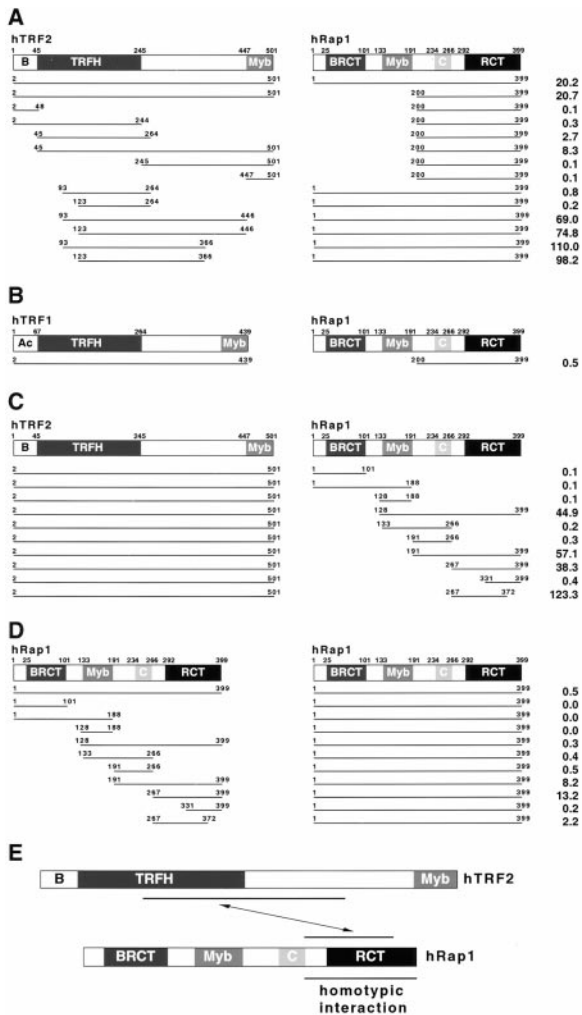 A
hTRF2 hRap1
1 45 245 447 501 1 25 101 133 191 234 266 292 399
B TRFH Myb BRCT Myb C RCT
2 501 1 399 20.2
2 501 200 399 20.7
2 48 200 399 0.1
2 244 200 399 0.3
45 264 200 399 2.7
45 501 200 399 8.3
245 501 200 399 0.1
447 501 200 399 0.1
93 264 1 399 0.8
123 264 1 399 0.2
93 446 1 399 69.0
123 446 1 399 74.8
93 366 1 399 110.0
123 366 1 399 98.2
B
hTRF1 hRap1
1 67 264 439 1 25 101 133 191 234 266 292 399
Ac TRFH Myb BRCT Myb C RCT
2 439 200 399 0.5
C
hTRF2 hRap1
1 45 245 447 501 1 25 101 133 191 234 266 292 399
B TRFH Myb BRCT Myb C RCT
2 501 1 101 0.1
2 501 1 188 0.1
2 501 128 188 0.1
2 501 128 399 44.9
2 501 133 266 0.2
2 501 191 266 0.3
2 501 191 399 57.1
2 501 267 399 38.3
2 501 331 399 0.4
2 501 267 372 123.3
D
hRap1 hRap1
1 25 101 133 191 234 266 292 399 1 25 101 133 191 234 266 292 399
BRCT Myb C RCT BRCT Myb C RCT
1 399 1 399 0.5
1 101 1 399 0.0
1 188 1 399 0.0
128 188 1 399 0.0
128 399 1 399 0.3
133 266 1 399 0.4
191 266 1 399 0.5
191 399 1 399 8.2
267 399 1 399 13.2
331 399 1 399 0.2
267 372 1 399 2.2
E
B TRFH Myb hTRF2
BRCT Myb C RCT hRap1
homotypic
interaction